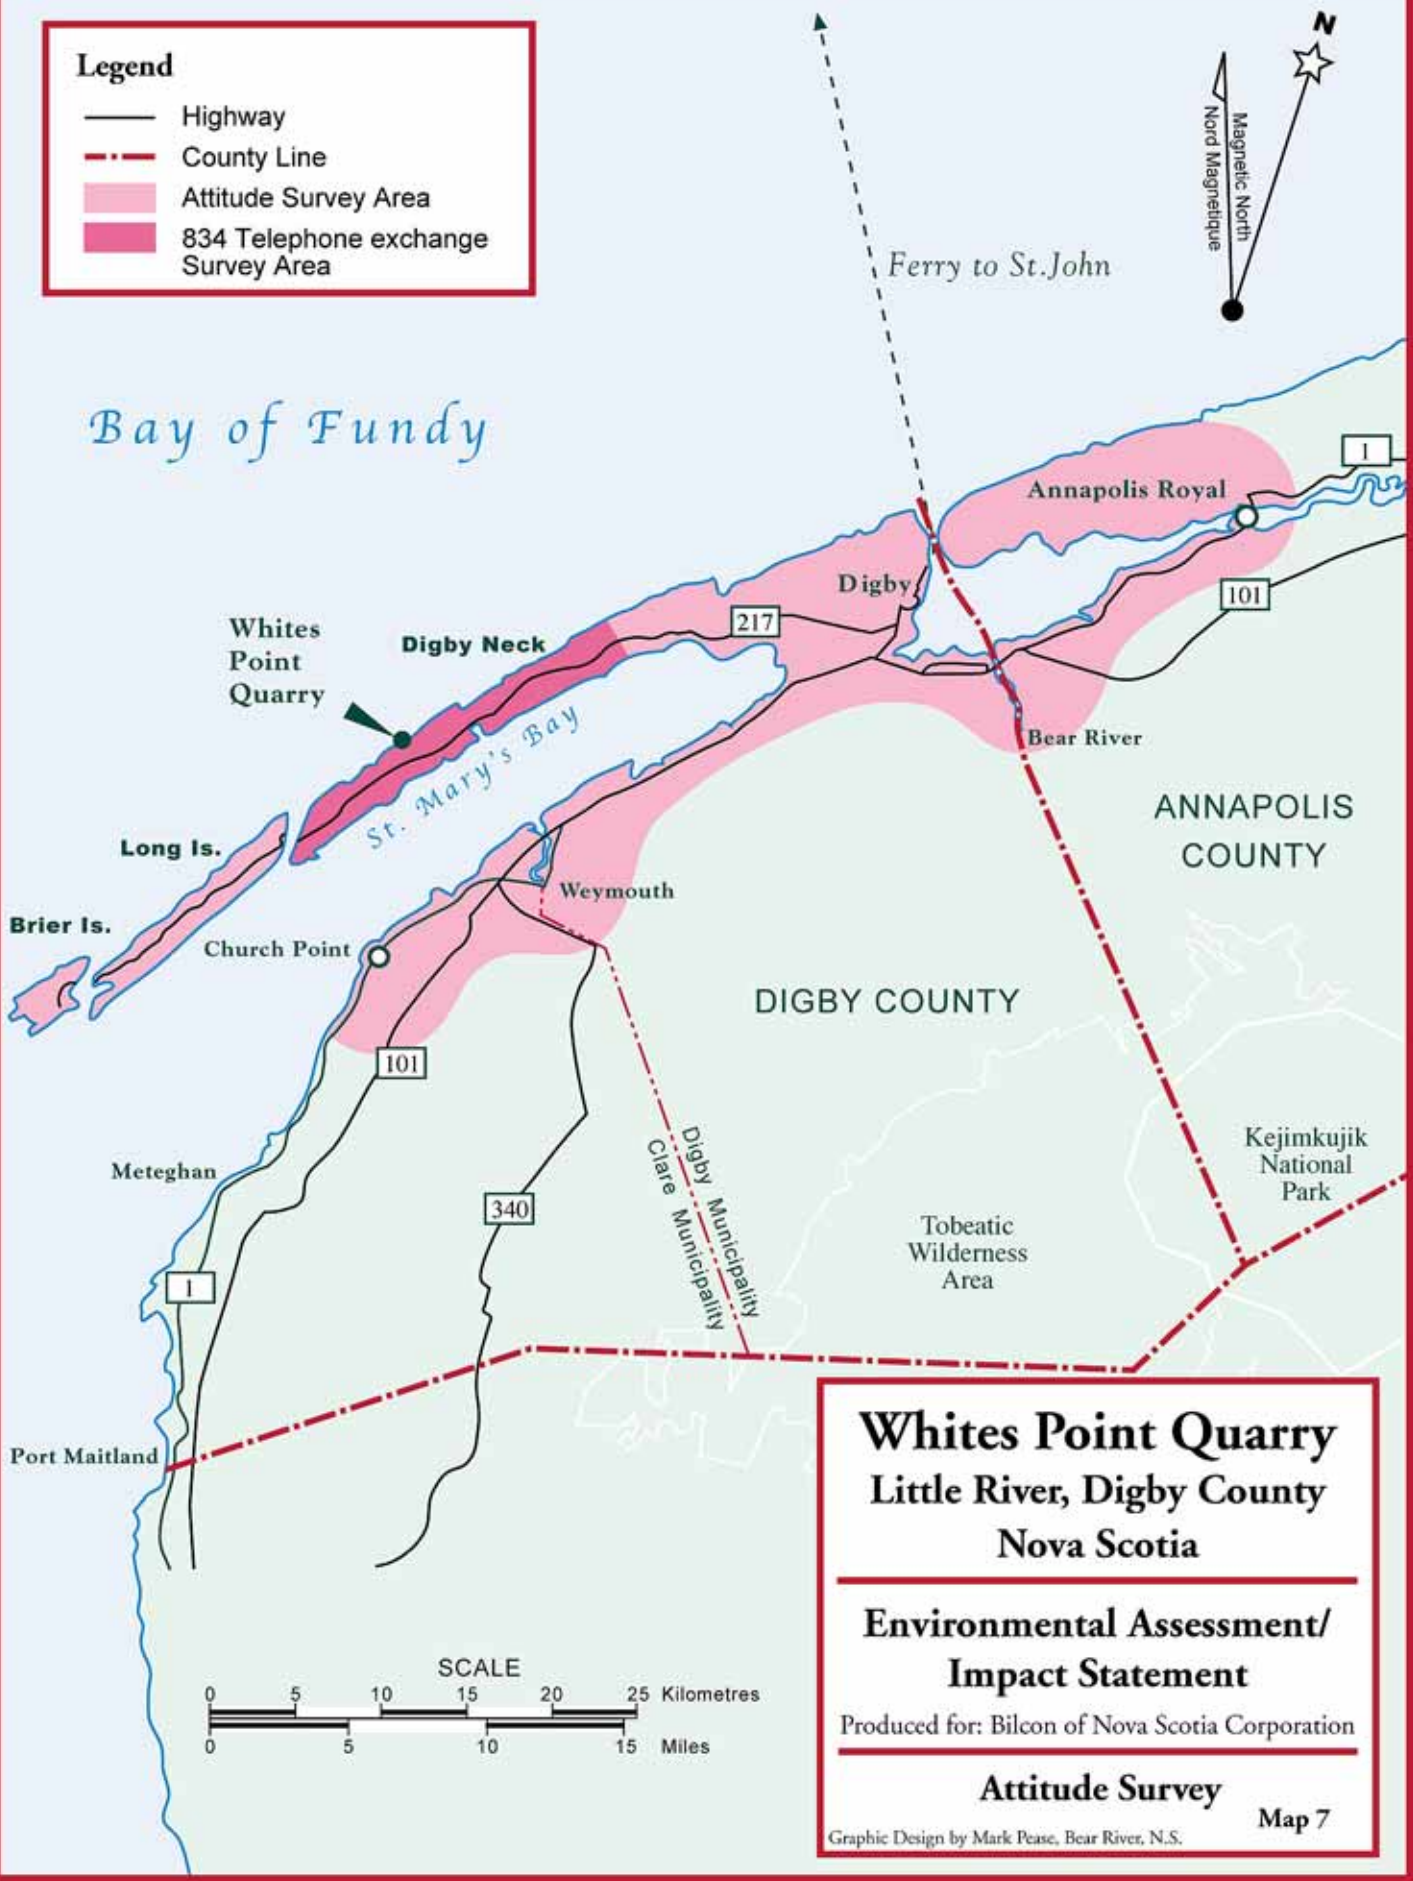 Legend
Highway
County Line
Attitude Survey Area
834 Telephone exchange
Survey Area
N
Magnetic North
Nord Magnetique
Ferry to St.John
Bay of Fundy
1
Annapolis Royal
Digby
101
217
Whites
Point
Quarry
Digby Neck
St. Mary's Bay
Bear River
ANNAPOLIS
COUNTY
Long Is.
Weymouth
Brier Is.
Church Point
DIGBY COUNTY
101
Meteghan
Digby Municipality
Clare Municipality
Kejimkujik
National
Park
340
Tobeatic
Wilderness
Area
1
Port Maitland
Whites Point Quarry
Little River, Digby County
Nova Scotia
Environmental Assessment/
Impact Statement
Produced for: Bilcon of Nova Scotia Corporation
Attitude Survey
Map 7
Graphic Design by Mark Pease, Bear River, N.S.
SCALE
0 5 10 15 20 25 Kilometres
0 5 10 15 Miles